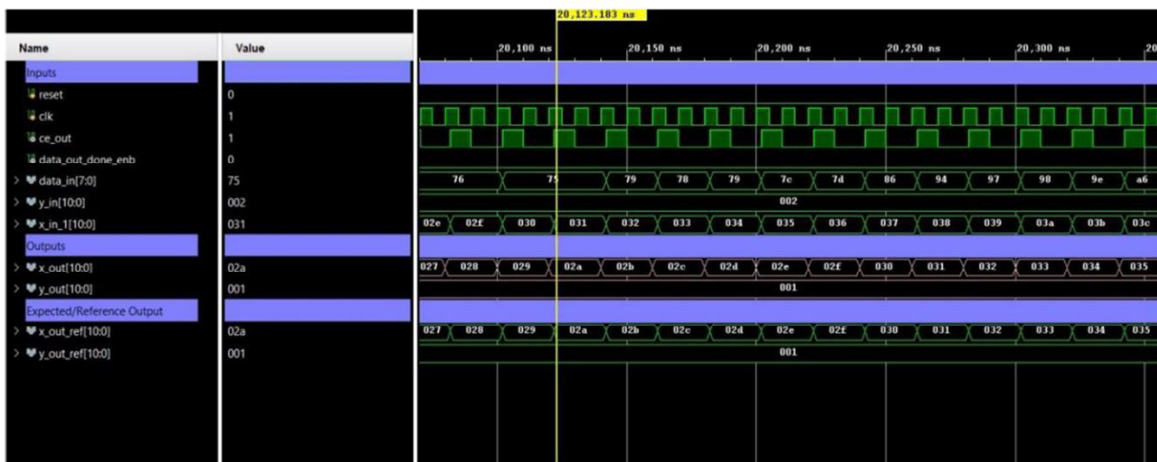 20,123.183 ns
Name Value 20,100 ns 20,150 ns 20,200 ns 20,250 ns 20,300 ns 20
Inputs
reset 0
clk 1
ce_out 1
data_out_done_enb 0
data_in[7:0] 75 76 75 79 78 79 7c 7d 86 94 97 98 9e a6
y_in[10:0] 002 002
x_in_1[10:0] 031 02e 02f 030 031 032 033 034 035 036 037 038 039 03a 03b 03c
Outputs
x_out[10:0] 02a 027 028 029 02a 02b 02c 02d 02e 02f 030 031 032 033 034 035
y_out[10:0] 001 001
Expected/Reference Output
x_out_ref[10:0] 02a 027 028 029 02a 02b 02c 02d 02e 02f 030 031 032 033 034 035
y_out_ref[10:0] 001 001